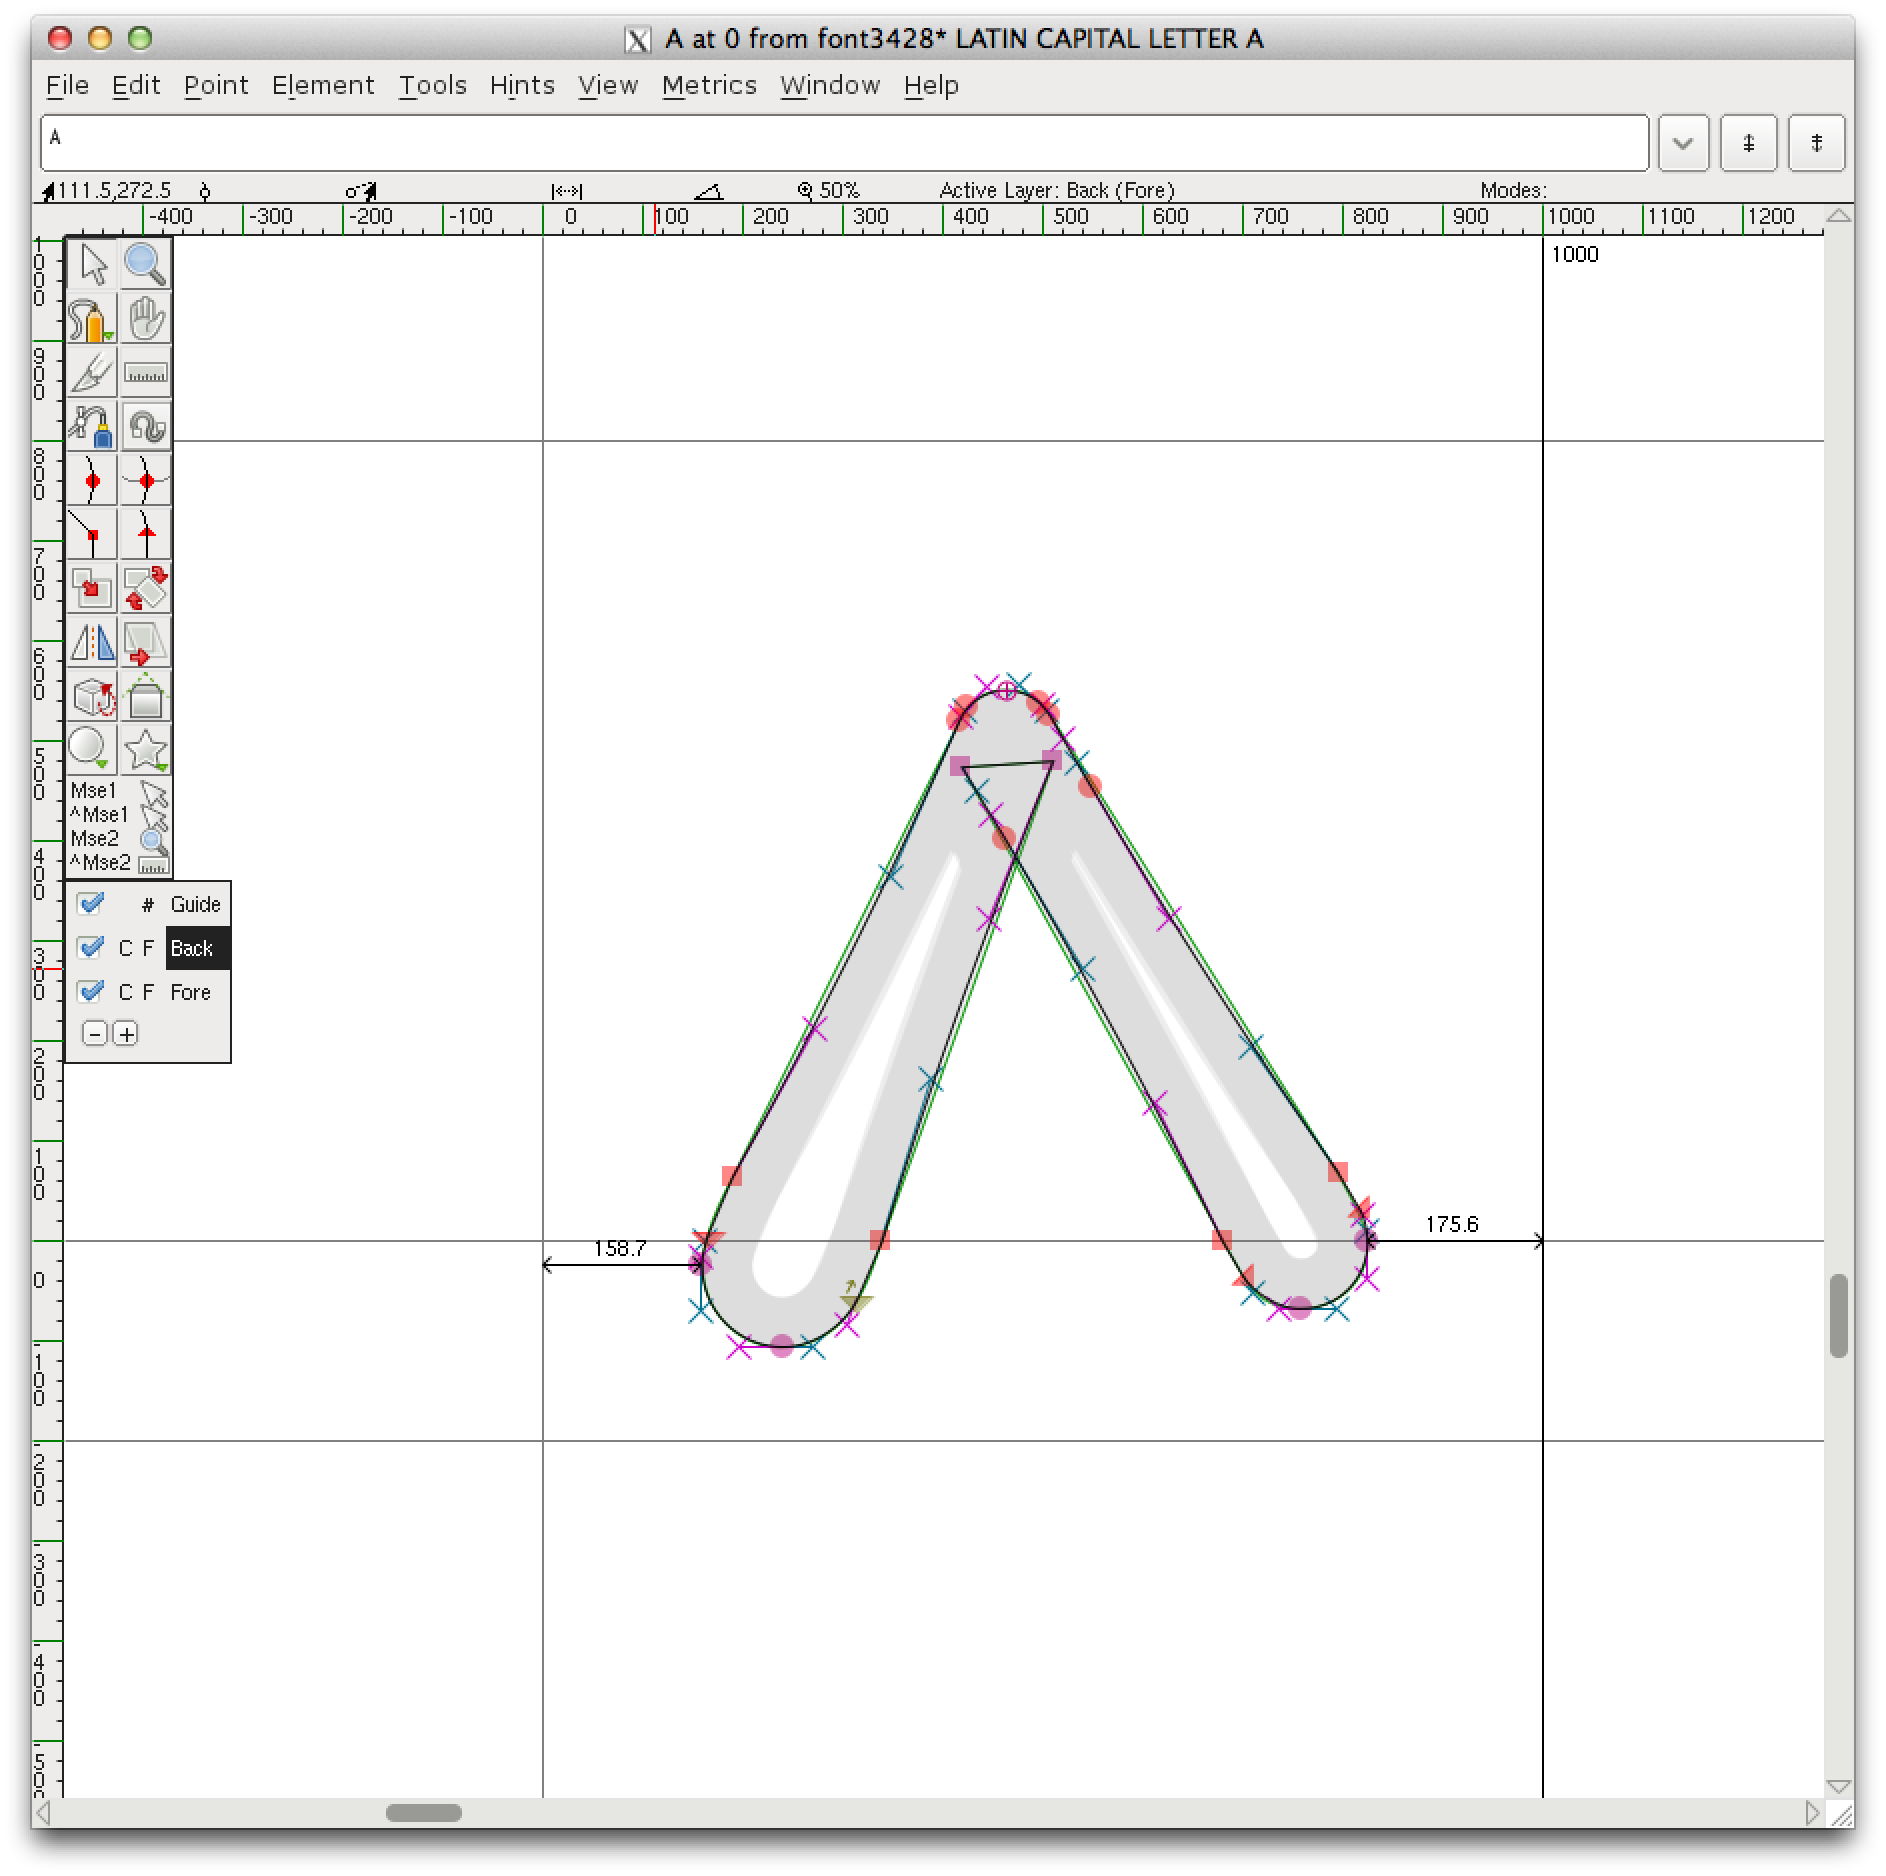 A at 0 from font3428* LATIN CAPITAL LETTER A
File Edit Point Element Tools Hints View Metrics Window Help
A
111.5,272.5 50% Active Layer: Back (Fore) Modes:
-400 -300 -200 -100 0 100 200 300 400 500 600 700 800 900 1000 1100 1200
1000
900
800
700
600
500
400
300
200
100
0
-100
-200
-300
-400
-500
1000
Mse1
^Mse1
Mse2
^Mse2
# Guide
C F Back
C F Fore
- +
158.7
175.6